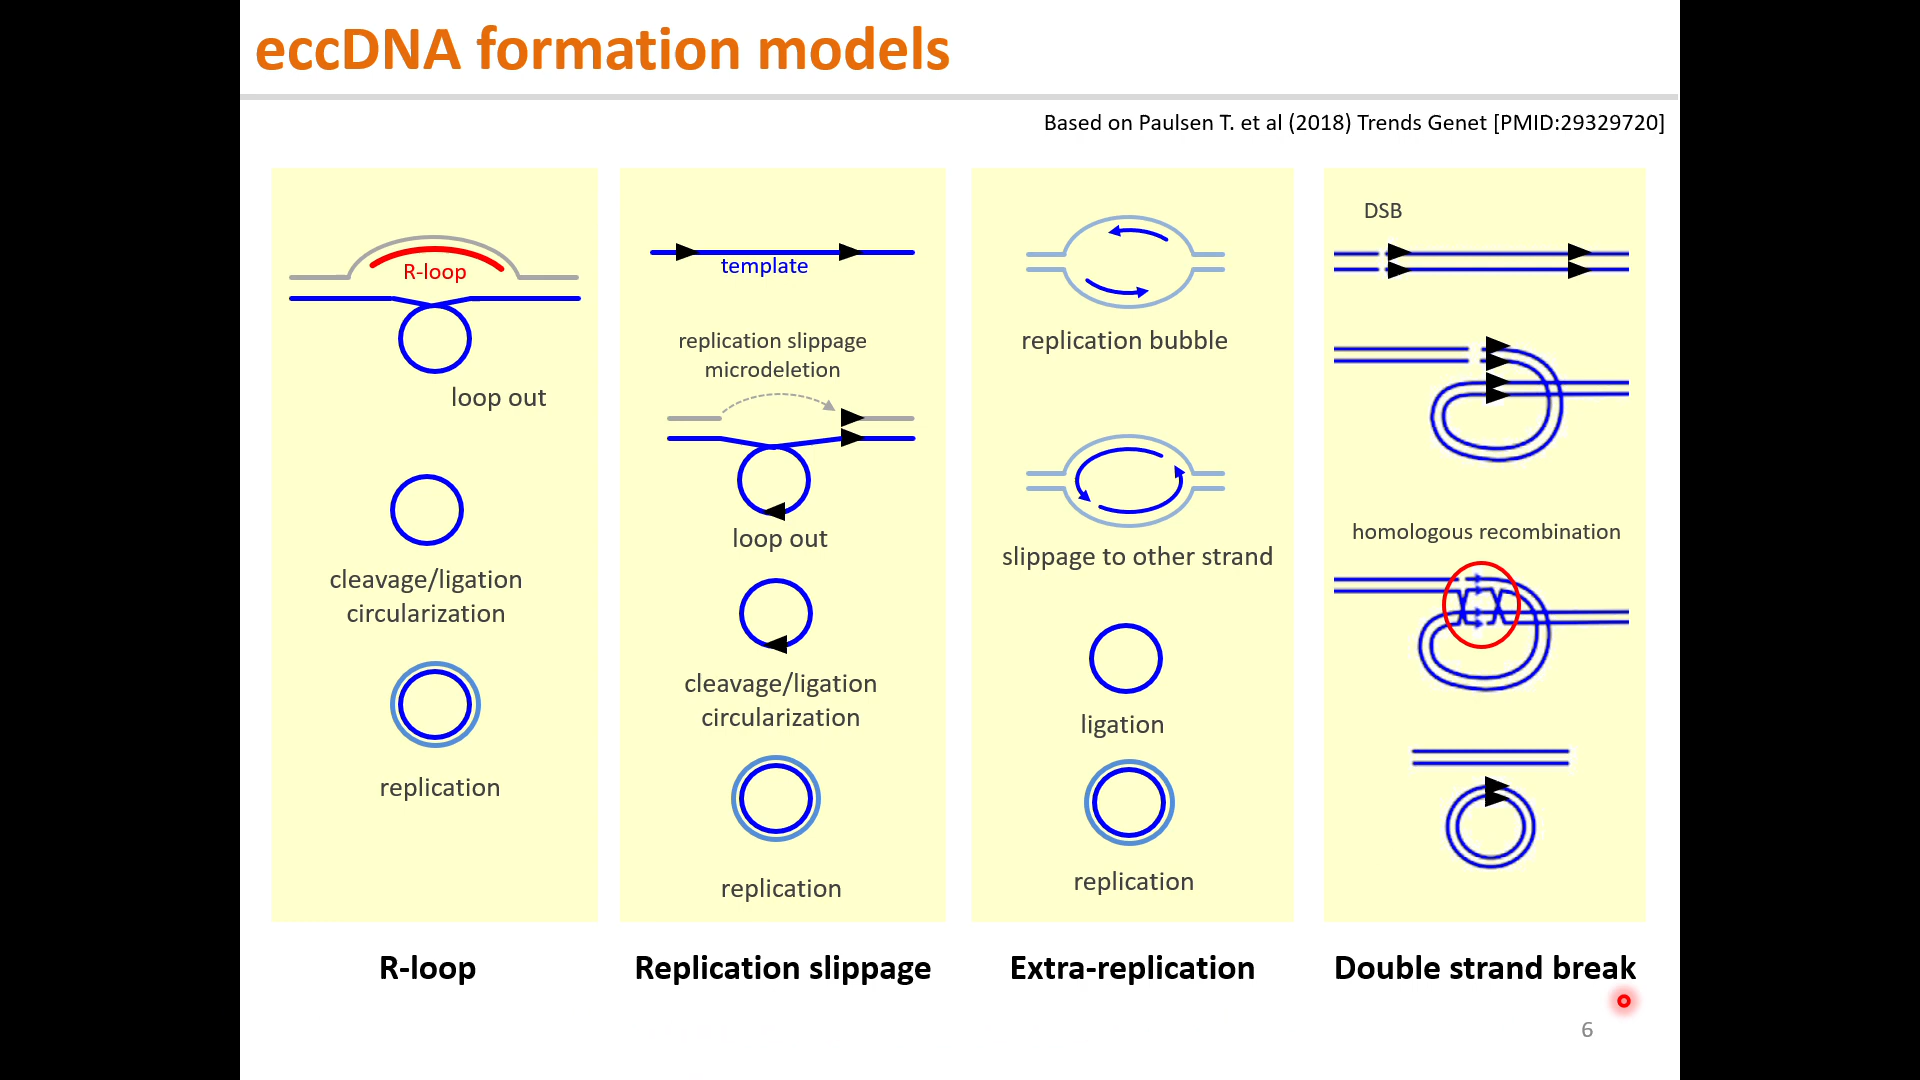 eccDNA formation models
Based on Paulsen T. et al (2018) Trends Genet [PMID:29329720]
R-loop
loop out
cleavage/ligation
circularization
replication
R-loop
template
replication slippage
microdeletion
loop out
cleavage/ligation
circularization
replication
Replication slippage
replication bubble
slippage to other strand
ligation
replication
Extra-replication
DSB
homologous recombination
Double strand break
6